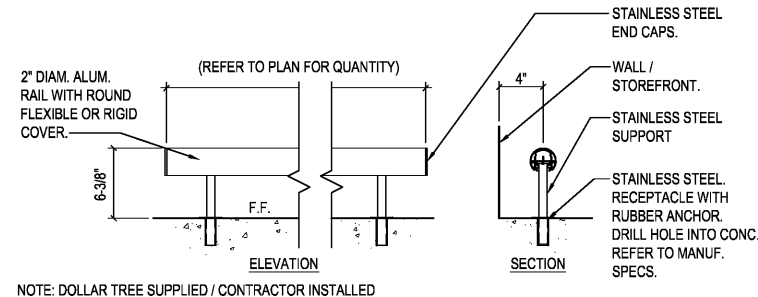 STAINLESS STEEL
END CAPS.
(REFER TO PLAN FOR QUANTITY)
2" DIAM. ALUM.
RAIL WITH ROUND
FLEXIBLE OR RIGID
COVER.
4"
WALL /
STOREFRONT.
STAINLESS STEEL
SUPPORT
6-3/8"
F.F.
STAINLESS STEEL.
RECEPTACLE WITH
RUBBER ANCHOR.
DRILL HOLE INTO CONC.
REFER TO MANUF.
SPECS.
ELEVATION
SECTION
NOTE: DOLLAR TREE SUPPLIED / CONTRACTOR INSTALLED